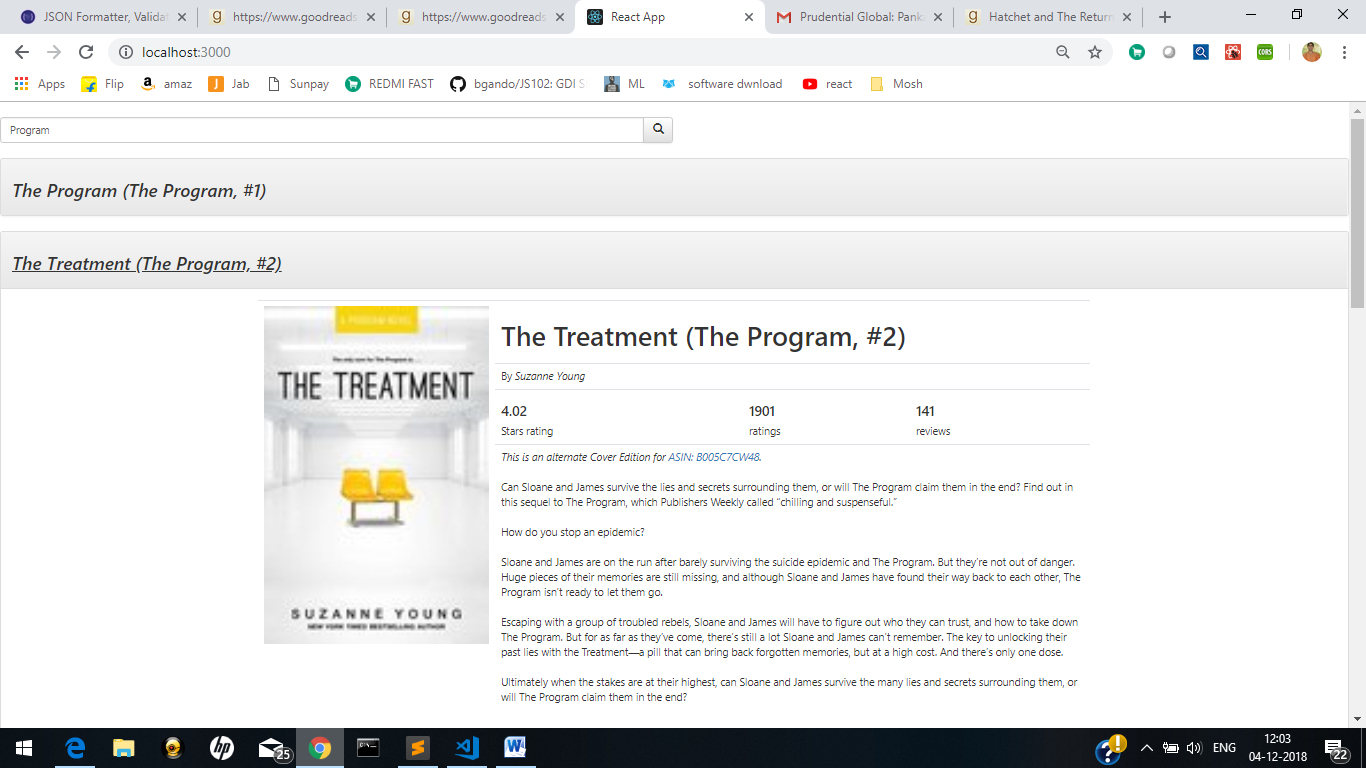 JSON Formatter, Valida
https://www.goodreads
https://www.goodreads
React App
Prudential Global: Pank
Hatchet and The Return
localhost:3000
CORS
Apps
Flip
amaz
Jab
Sunpay
REDMI FAST
bgando/JS102: GDI S
ML
software dwnload
react
Mosh
Program
The Program (The Program, #1)
The Treatment (The Program, #2)
A PROGRAM NOVEL
The only cure for The Program is . . .
THE TREATMENT
SUZANNE YOUNG
NEW YORK TIMES BESTSELLING AUTHOR
The Treatment (The Program, #2)
By Suzanne Young
4.02 1901 141
Stars rating ratings reviews
This is an alternate Cover Edition for ASIN: B005C7CW48.
Can Sloane and James survive the lies and secrets surrounding them, or will The Program claim them in the end? Find out in
this sequel to The Program, which Publishers Weekly called “chilling and suspenseful.”
How do you stop an epidemic?
Sloane and James are on the run after barely surviving the suicide epidemic and The Program. But they’re not out of danger.
Huge pieces of their memories are still missing, and although Sloane and James have found their way back to each other, The
Program isn’t ready to let them go.
Escaping with a group of troubled rebels, Sloane and James will have to figure out who they can trust, and how to take down
The Program. But for as far as they’ve come, there’s still a lot Sloane and James can’t remember. The key to unlocking their
past lies with the Treatment—a pill that can bring back forgotten memories, but at a high cost. And there’s only one dose.
Ultimately when the stakes are at their highest, can Sloane and James survive the many lies and secrets surrounding them, or
will The Program claim them in the end?
25
ENG
12:03
04-12-2018
22